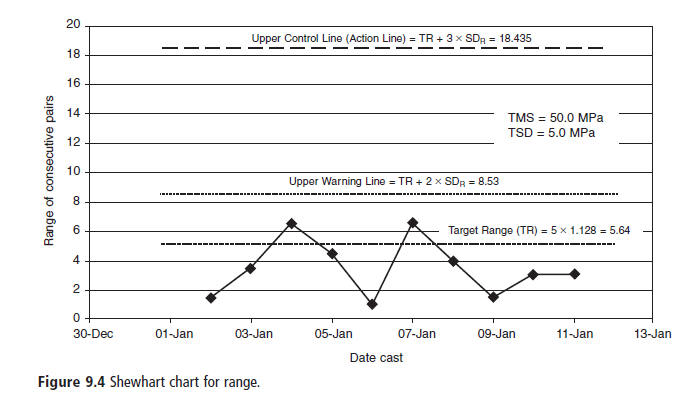 20
Upper Control Line (Action Line) = TR + 3 × SDR = 18.435
18
16
14
TMS = 50.0 MPa
TSD = 5.0 MPa
12
10
Upper Warning Line = TR + 2 × SDR = 8.53
8
6
Target Range (TR) = 5 × 1.128 = 5.64
4
2
0
Range of consecutive pairs
30-Dec 01-Jan 03-Jan 05-Jan 07-Jan 09-Jan 11-Jan 13-Jan
Date cast
Figure 9.4 Shewhart chart for range.